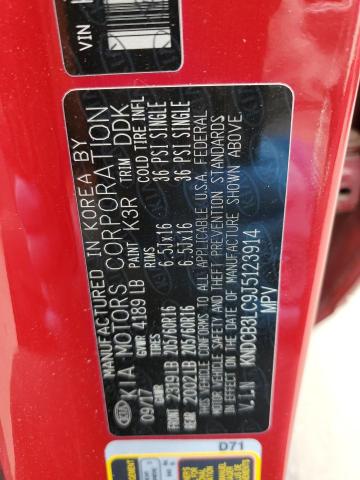 VIN
MANUFACTURED IN KOREA BY
KIA MOTORS CORPORATION
09/17 GVWR 4189 LB PAINT K3R TRIM DDK
GAWR TIRES RIMS COLD TIRE INFL
FRONT 2319 LB 205/60R16 6.5JX16 36 PSI SINGLE
REAR 2002 LB 205/60R16 6.5JX16 36 PSI SINGLE
THIS VEHICLE CONFORMS TO ALL APPLICABLE U.S.A. FEDERAL
MOTOR VEHICLE SAFETY AND THEFT PREVENTION STANDARDS
IN EFFECT ON THE DATE OF MANUFACTURE SHOWN ABOVE.
V.I.N KNDCB3LC9J5123914
MPV
KIA
D71